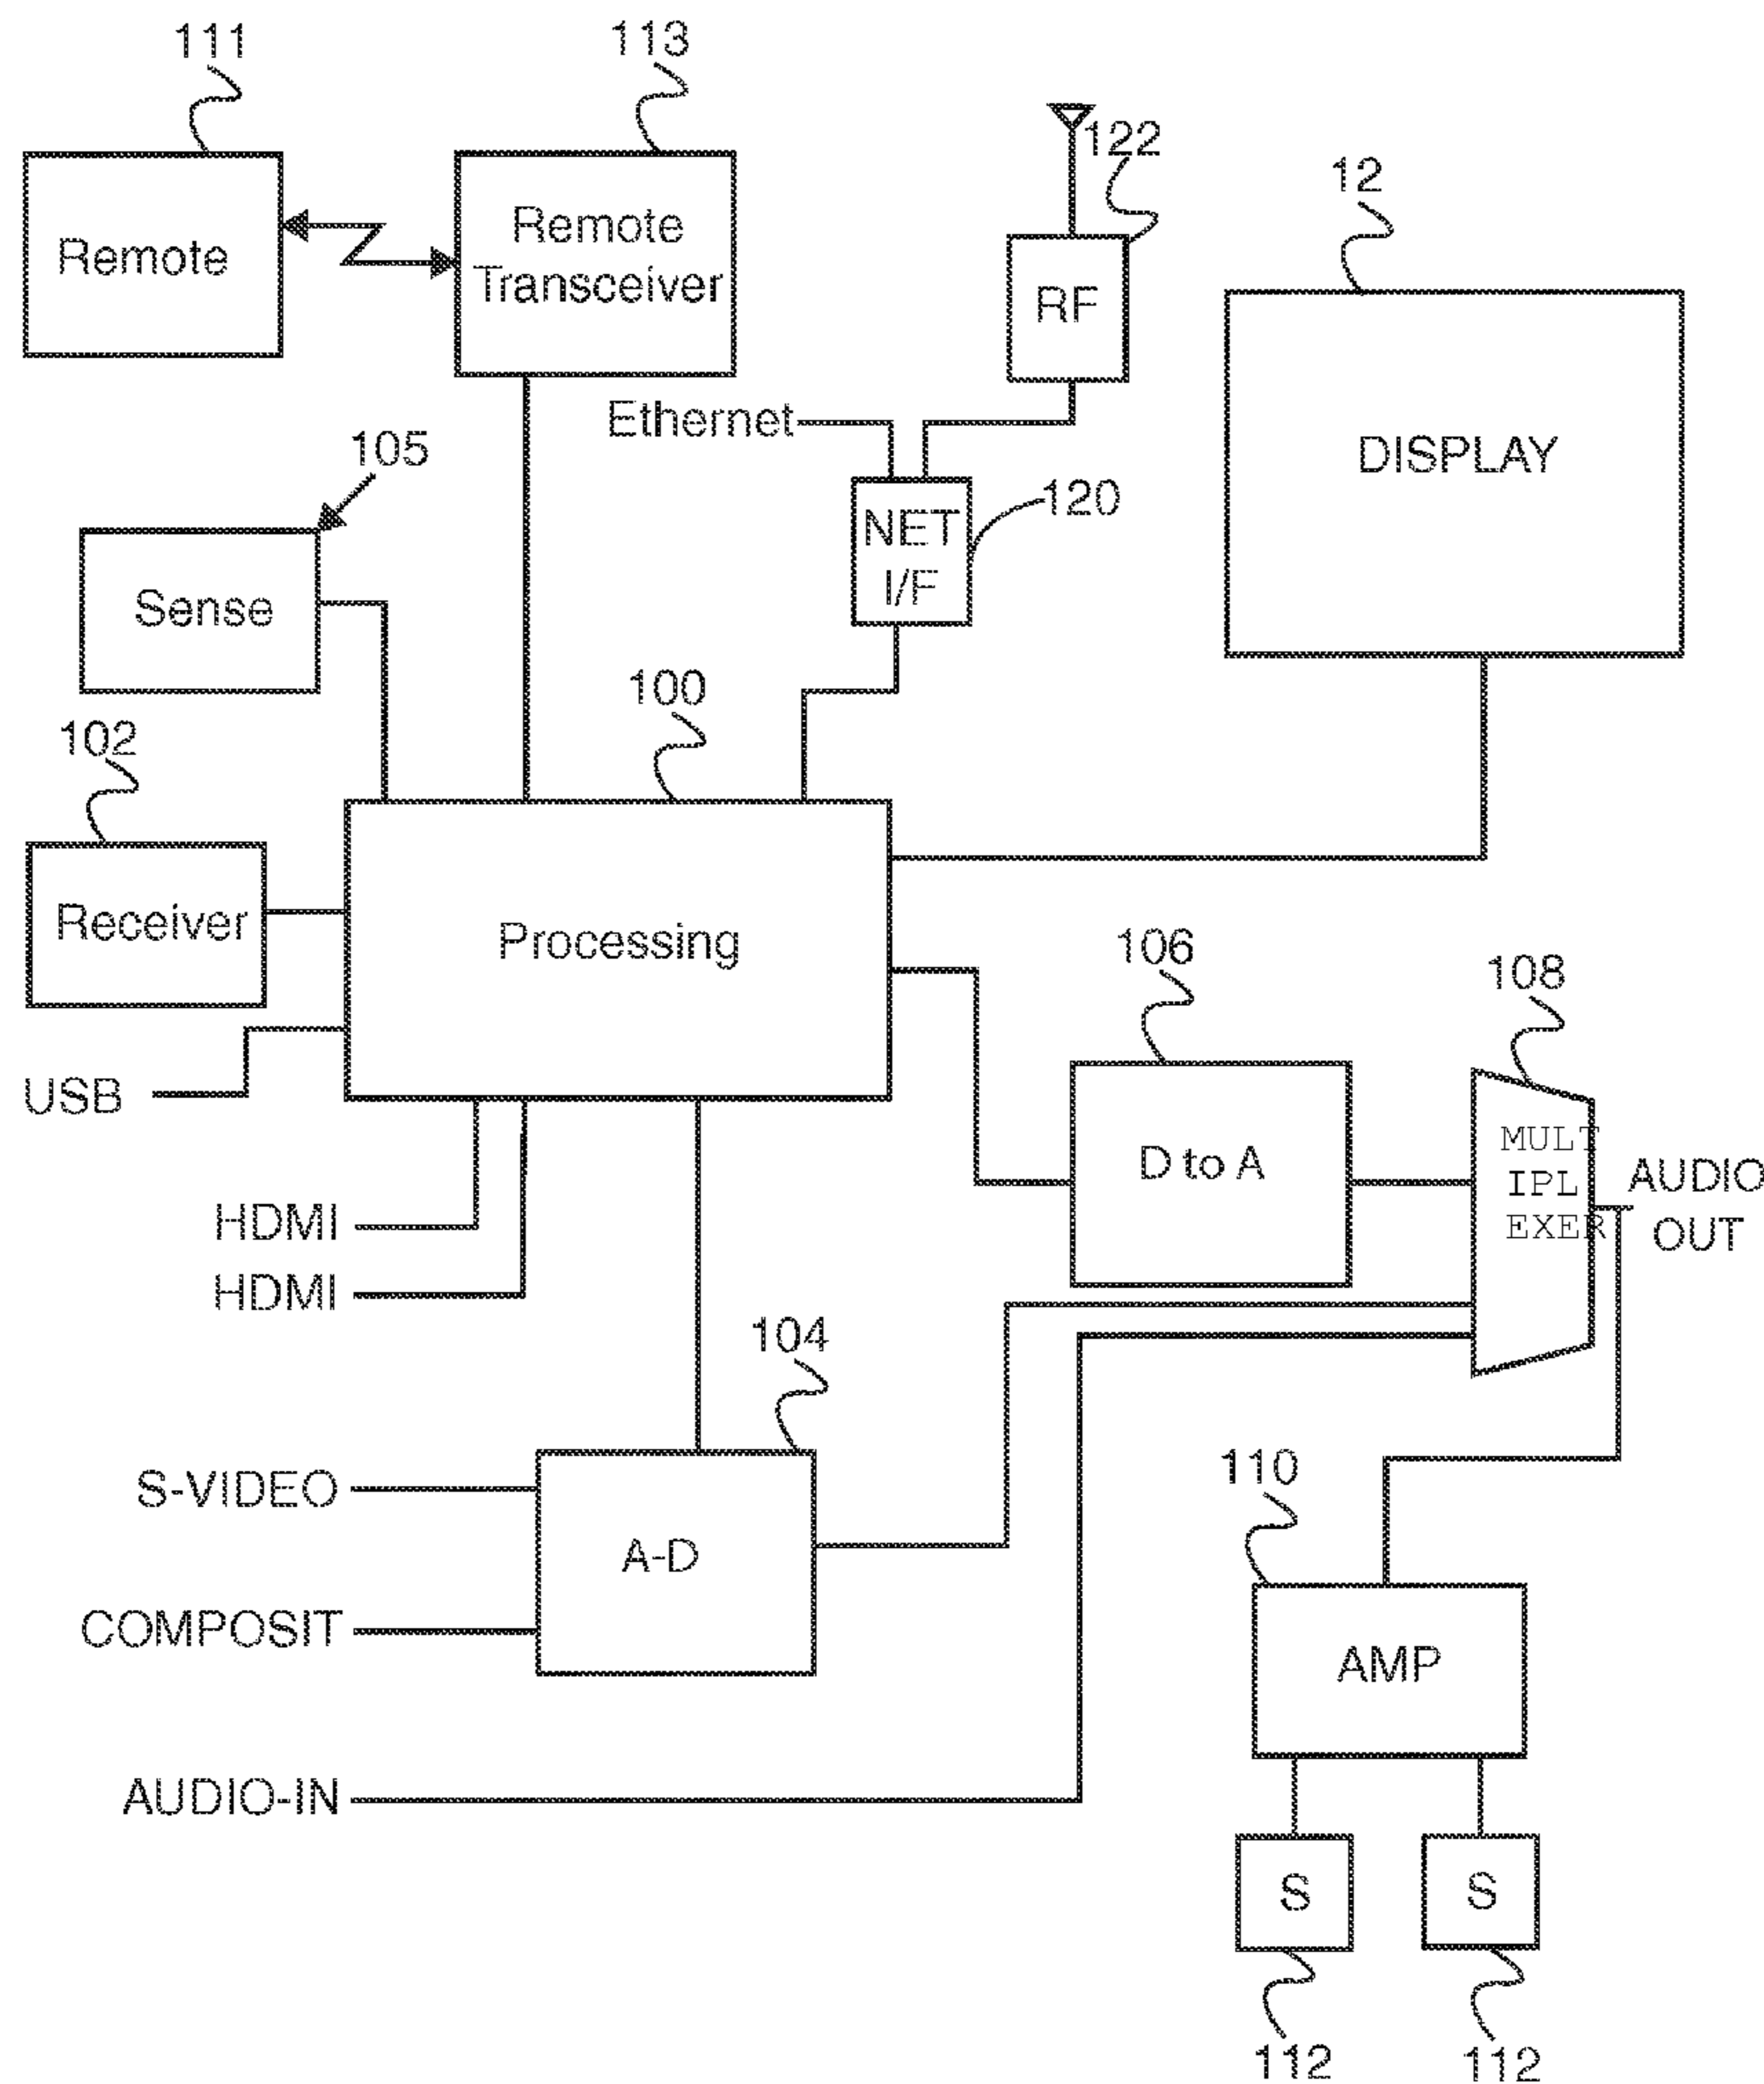 111
113
122
12
Remote
Remote
Transceiver
RF
Ethernet
DISPLAY
105
120
NET
I/F
Sense
100
102
Receiver
Processing
106
108
USB
D to A
MULT
IPL
EXER
AUDIO
OUT
HDMI
HDMI
104
S-VIDEO
110
A-D
COMPOSIT
AMP
AUDIO-IN
S
S
112
112